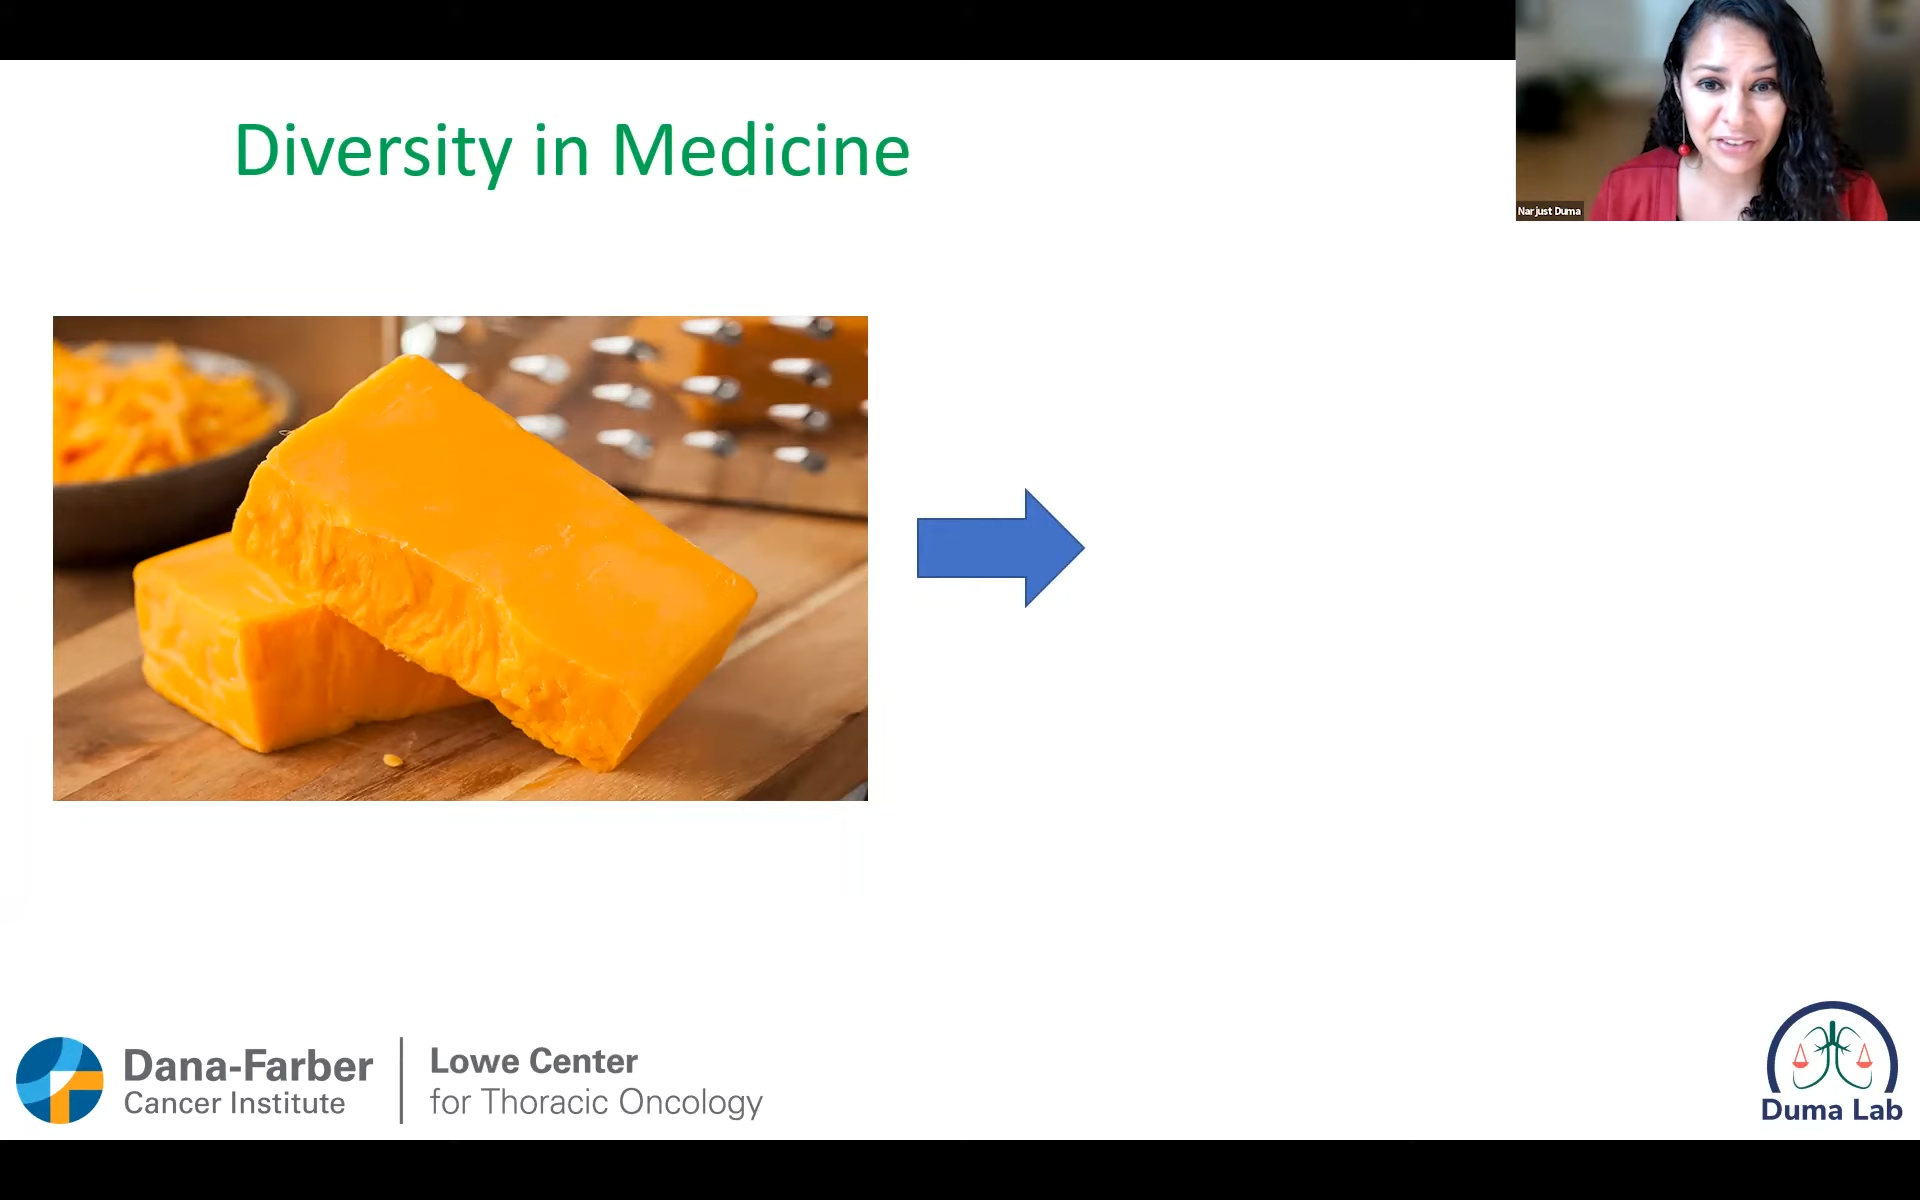 Diversity in Medicine
Narjust Duma
Dana-Farber
Cancer Institute
Lowe Center
for Thoracic Oncology
Duma Lab